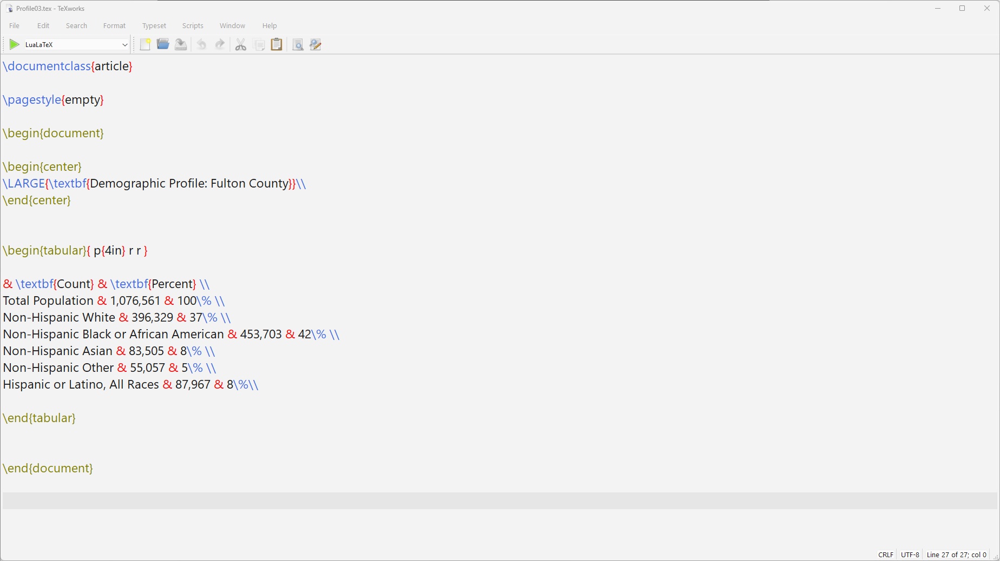 Profile03.tex - TeXworks
File Edit Search Format Typeset Scripts Window Help
LuaLaTeX
\documentclass{article}
\pagestyle{empty}
\begin{document}
\begin{center}
\LARGE{\textbf{Demographic Profile: Fulton County}}\\
\end{center}
\begin{tabular}{ p{4in} r r }
& \textbf{Count} & \textbf{Percent} \\
Total Population & 1,076,561 & 100\% \\
Non-Hispanic White & 396,329 & 37\% \\
Non-Hispanic Black or African American & 453,703 & 42\% \\
Non-Hispanic Asian & 83,505 & 8\% \\
Non-Hispanic Other & 55,057 & 5\% \\
Hispanic or Latino, All Races & 87,967 & 8\%\\
\end{tabular}
\end{document}
CRLF UTF-8 Line 27 of 27; col 0